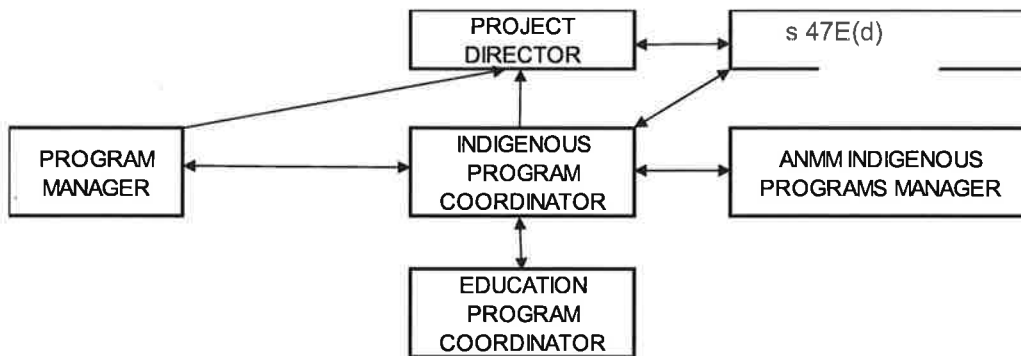 PROJECT
DIRECTOR
s 47E(d)
PROGRAM
MANAGER
INDIGENOUS
PROGRAM
COORDINATOR
ANMM INDIGENOUS
PROGRAMS MANAGER
EDUCATION
PROGRAM
COORDINATOR